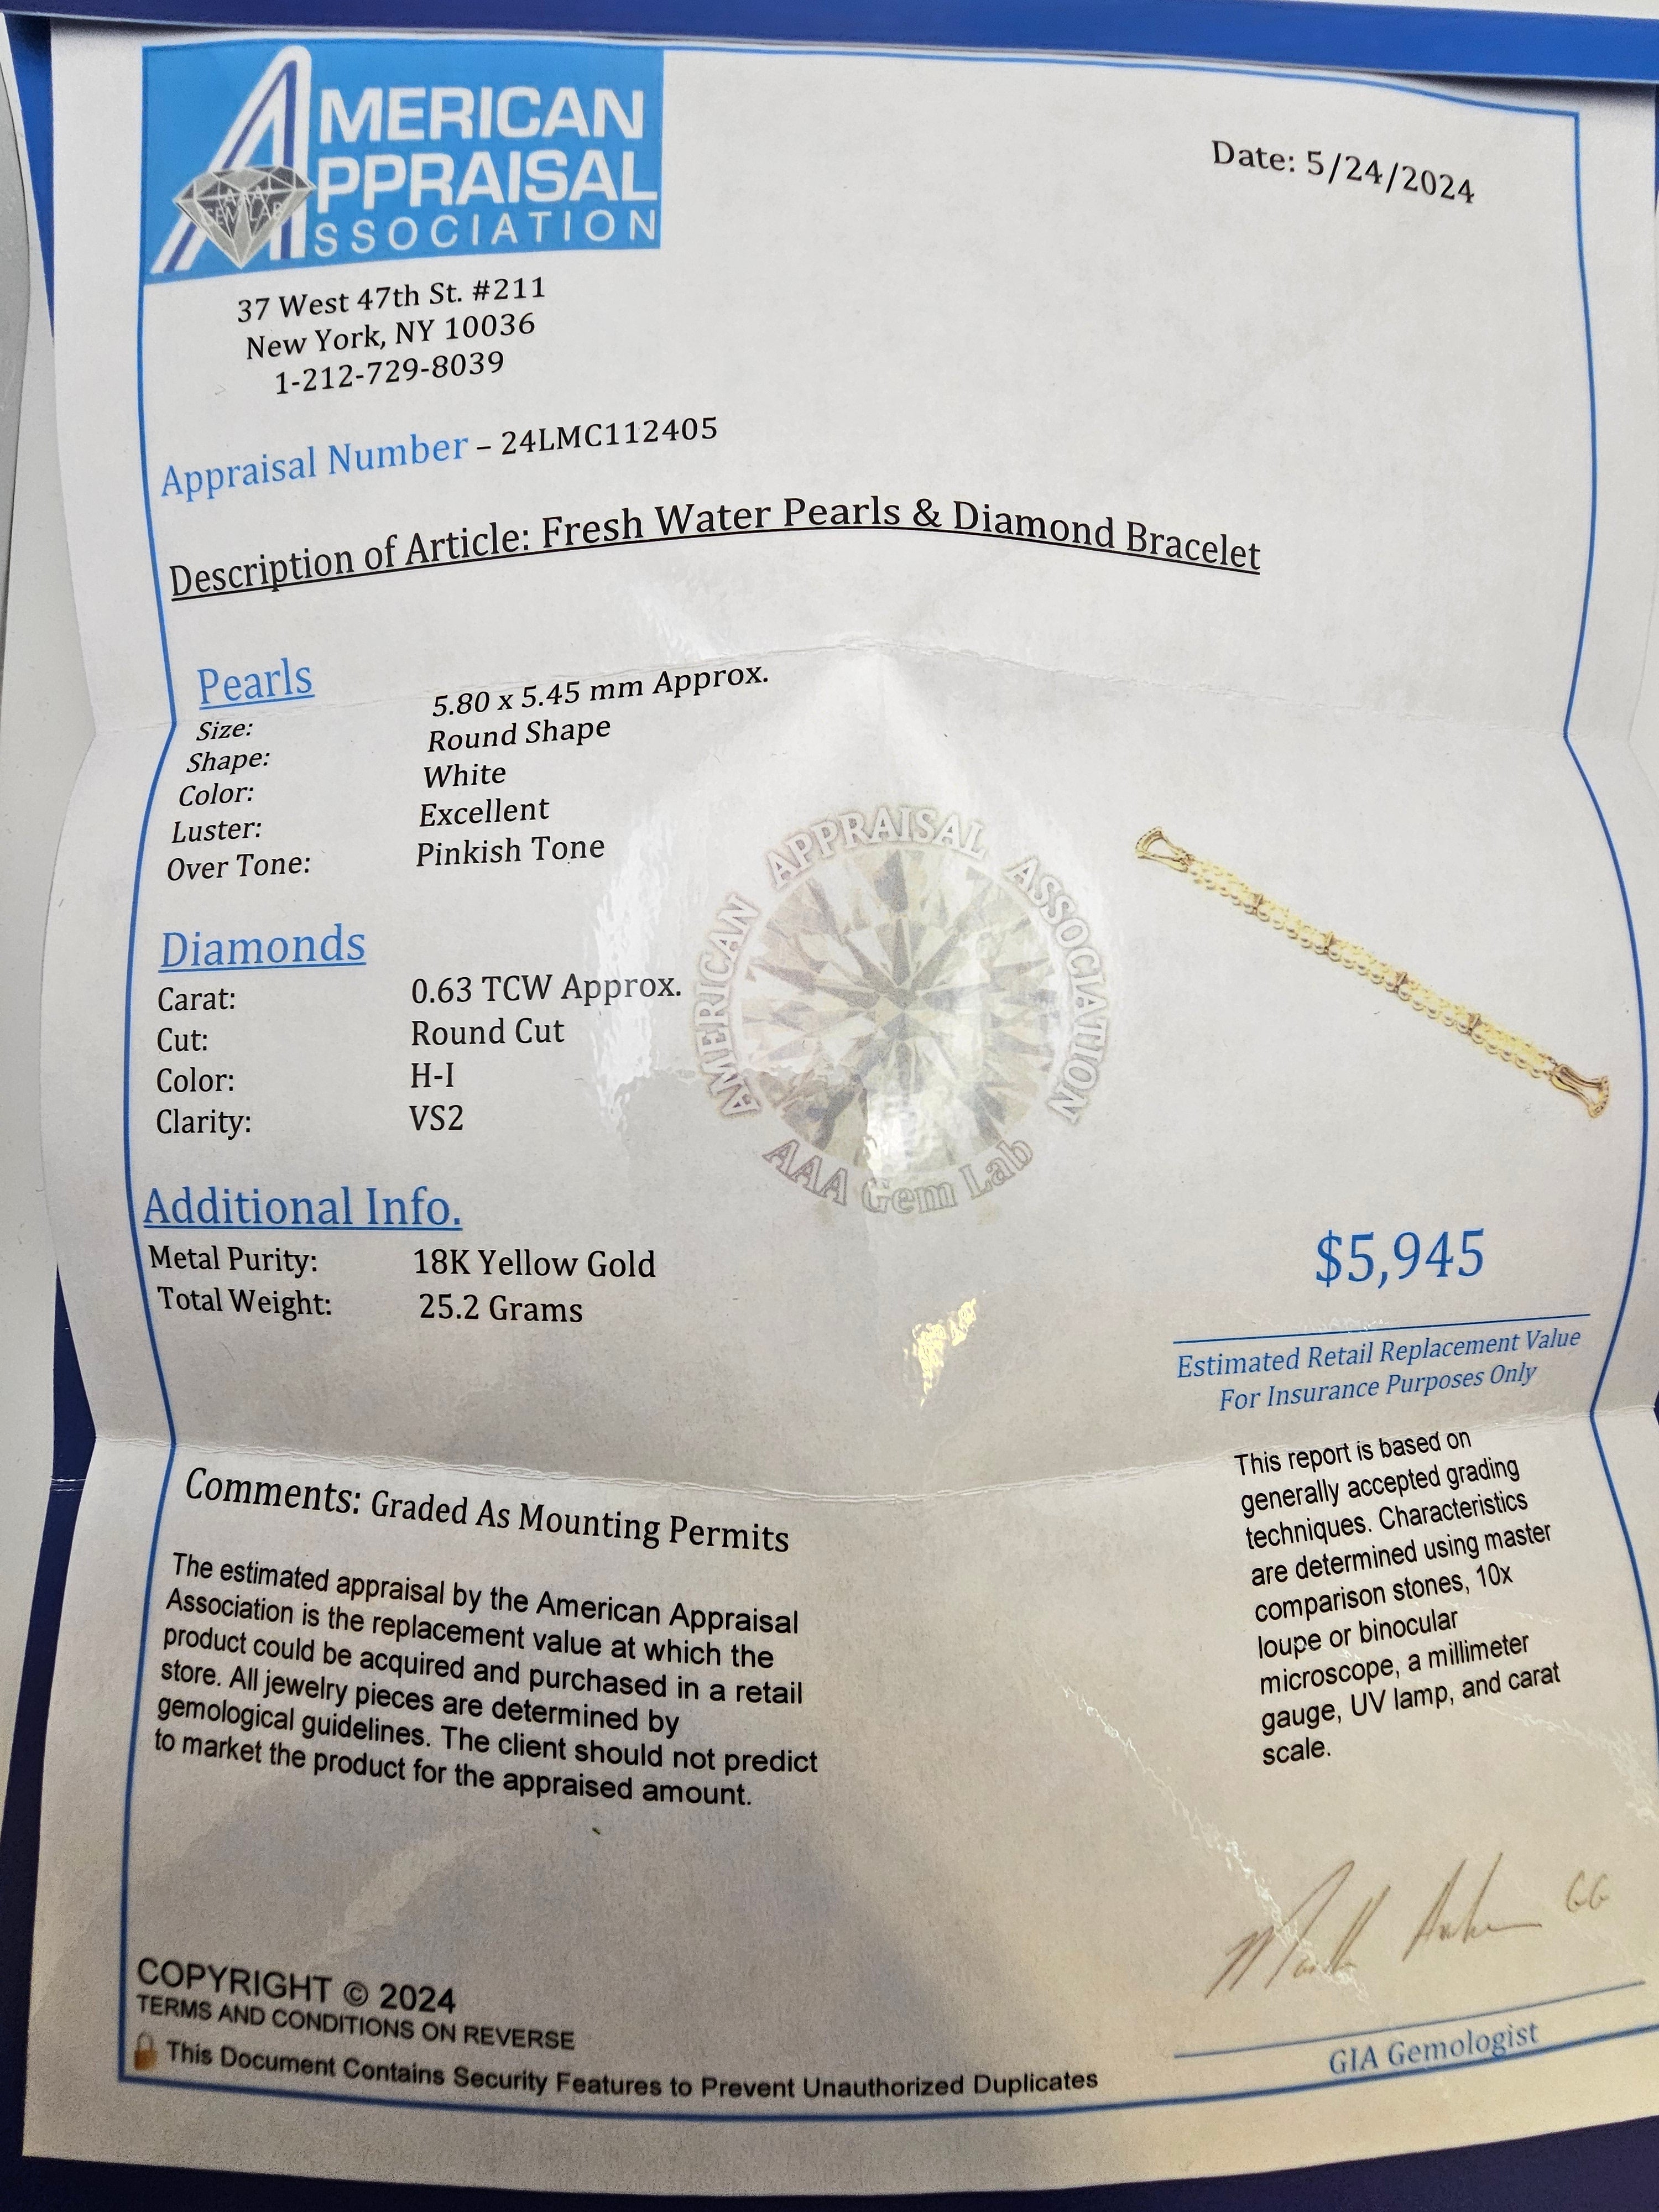 AMERICAN
APPRAISAL
ASSOCIATION
AAA
GEM LAB
Date: 5/24/2024
37 West 47th St. #211
New York, NY 10036
1-212-729-8039
Appraisal Number – 24LMC112405
Description of Article: Fresh Water Pearls & Diamond Bracelet
Pearls
Size: 5.80 x 5.45 mm Approx.
Shape: Round Shape
Color: White
Luster: Excellent
Over Tone: Pinkish Tone
AMERICAN APPRAISAL ASSOCIATION
AAA Gem Lab
Diamonds
Carat: 0.63 TCW Approx.
Cut: Round Cut
Color: H-I
Clarity: VS2
Additional Info.
Metal Purity: 18K Yellow Gold
Total Weight: 25.2 Grams
$5,945
Estimated Retail Replacement Value
For Insurance Purposes Only
Comments: Graded As Mounting Permits
The estimated appraisal by the American Appraisal
Association is the replacement value at which the
product could be acquired and purchased in a retail
store. All jewelry pieces are determined by
gemological guidelines. The client should not predict
to market the product for the appraised amount.
This report is based on
generally accepted grading
techniques. Characteristics
are determined using master
comparison stones, 10x
loupe or binocular
microscope, a millimeter
gauge, UV lamp, and carat
scale.
GG
GIA Gemologist
COPYRIGHT © 2024
TERMS AND CONDITIONS ON REVERSE
This Document Contains Security Features to Prevent Unauthorized Duplicates